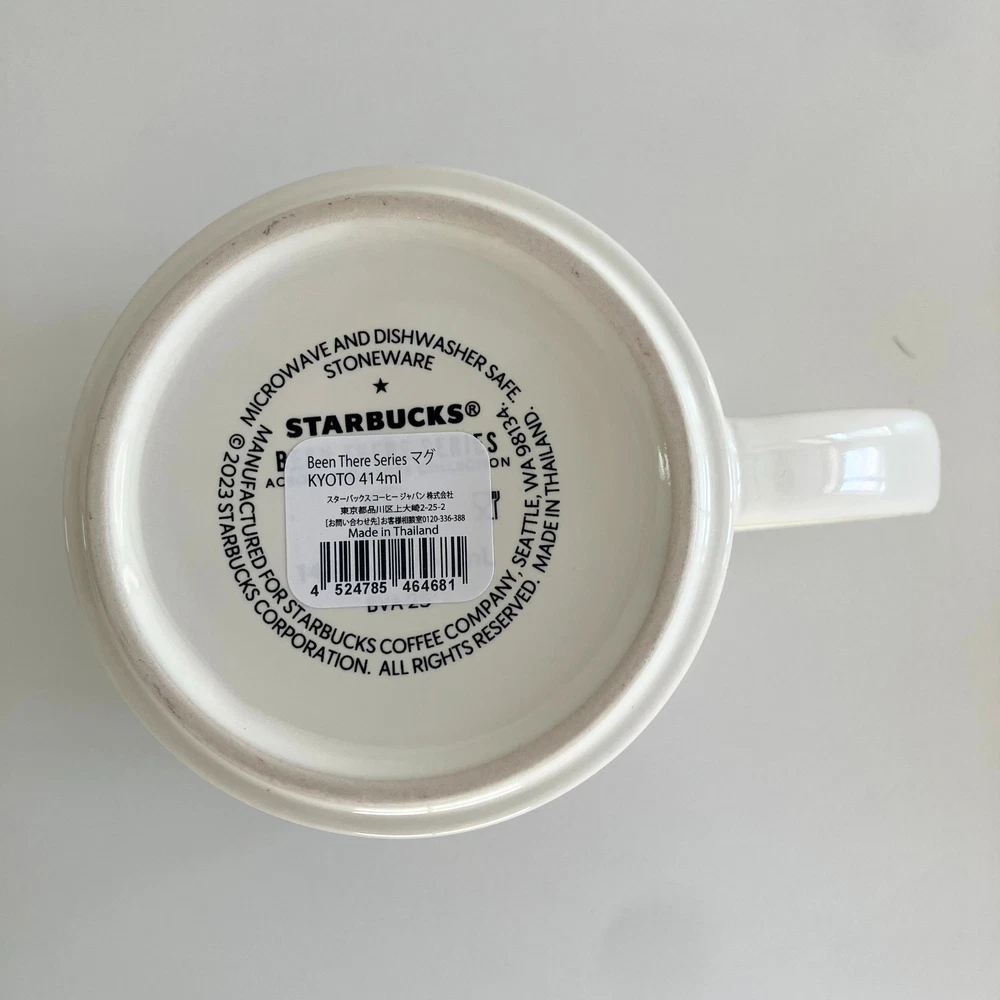 MICROWAVE AND DISHWASHER SAFE.
STONEWARE
★
STARBUCKS®
Been There Series マグ
KYOTO 414ml
スターバックス コーヒー ジャパン 株式会社
東京都品川区上大崎2-25-2
[お問い合わせ先]お客様相談室0120-336-388
Made in Thailand
4 524785 464681
MANUFACTURED FOR STARBUCKS COFFEE COMPANY, SEATTLE, WA 98134.
© 2023 STARBUCKS CORPORATION. ALL RIGHTS RESERVED. MADE IN THAILAND.